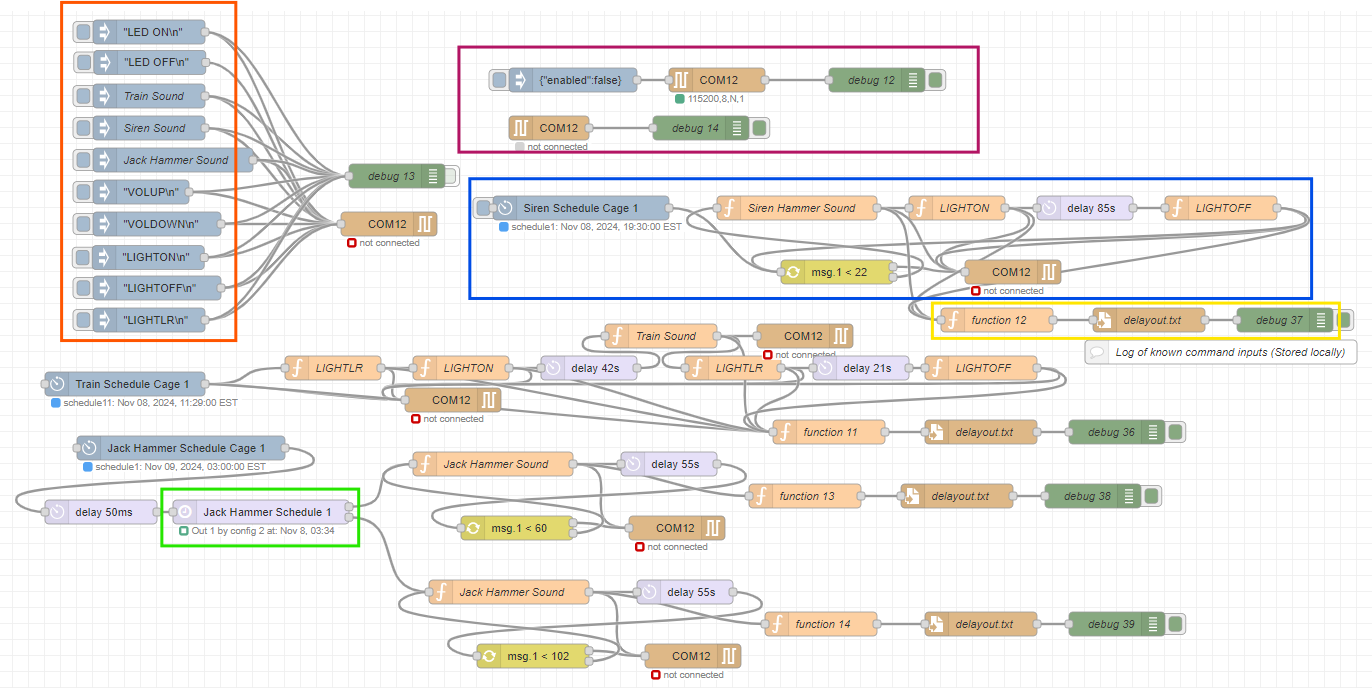 "LED ON\n"
"LED OFF\n"
Train Sound
Siren Sound
Jack Hammer Sound
"VOLUP\n"
"VOLDOWN\n"
"LIGHTON\n"
"LIGHTOFF\n"
"LIGHTLR\n"
debug 13
COM12
not connected
{"enabled":false}
COM12
debug 12
115200,8,N,1
COM12
debug 14
not connected
Siren Schedule Cage 1
Siren Hammer Sound
LIGHTON
delay 85s
LIGHTOFF
schedule1: Nov 08, 2024, 19:30:00 EST
msg.1 < 22
COM12
not connected
function 12
delayout.txt
debug 37
Log of known command inputs (Stored locally)
Train Sound
COM12
not connected
Train Schedule Cage 1
LIGHTLR
LIGHTON
delay 42s
LIGHTLR
delay 21s
LIGHTOFF
schedule11: Nov 08, 2024, 11:29:00 EST
COM12
not connected
function 11
delayout.txt
debug 36
Jack Hammer Schedule Cage 1
schedule1: Nov 09, 2024, 03:00:00 EST
Jack Hammer Sound
delay 55s
function 13
delayout.txt
debug 38
delay 50ms
Jack Hammer Schedule 1
Out 1 by config 2 at: Nov 8, 03:34
msg.1 < 60
COM12
not connected
Jack Hammer Sound
delay 55s
function 14
delayout.txt
debug 39
msg.1 < 102
COM12
not connected